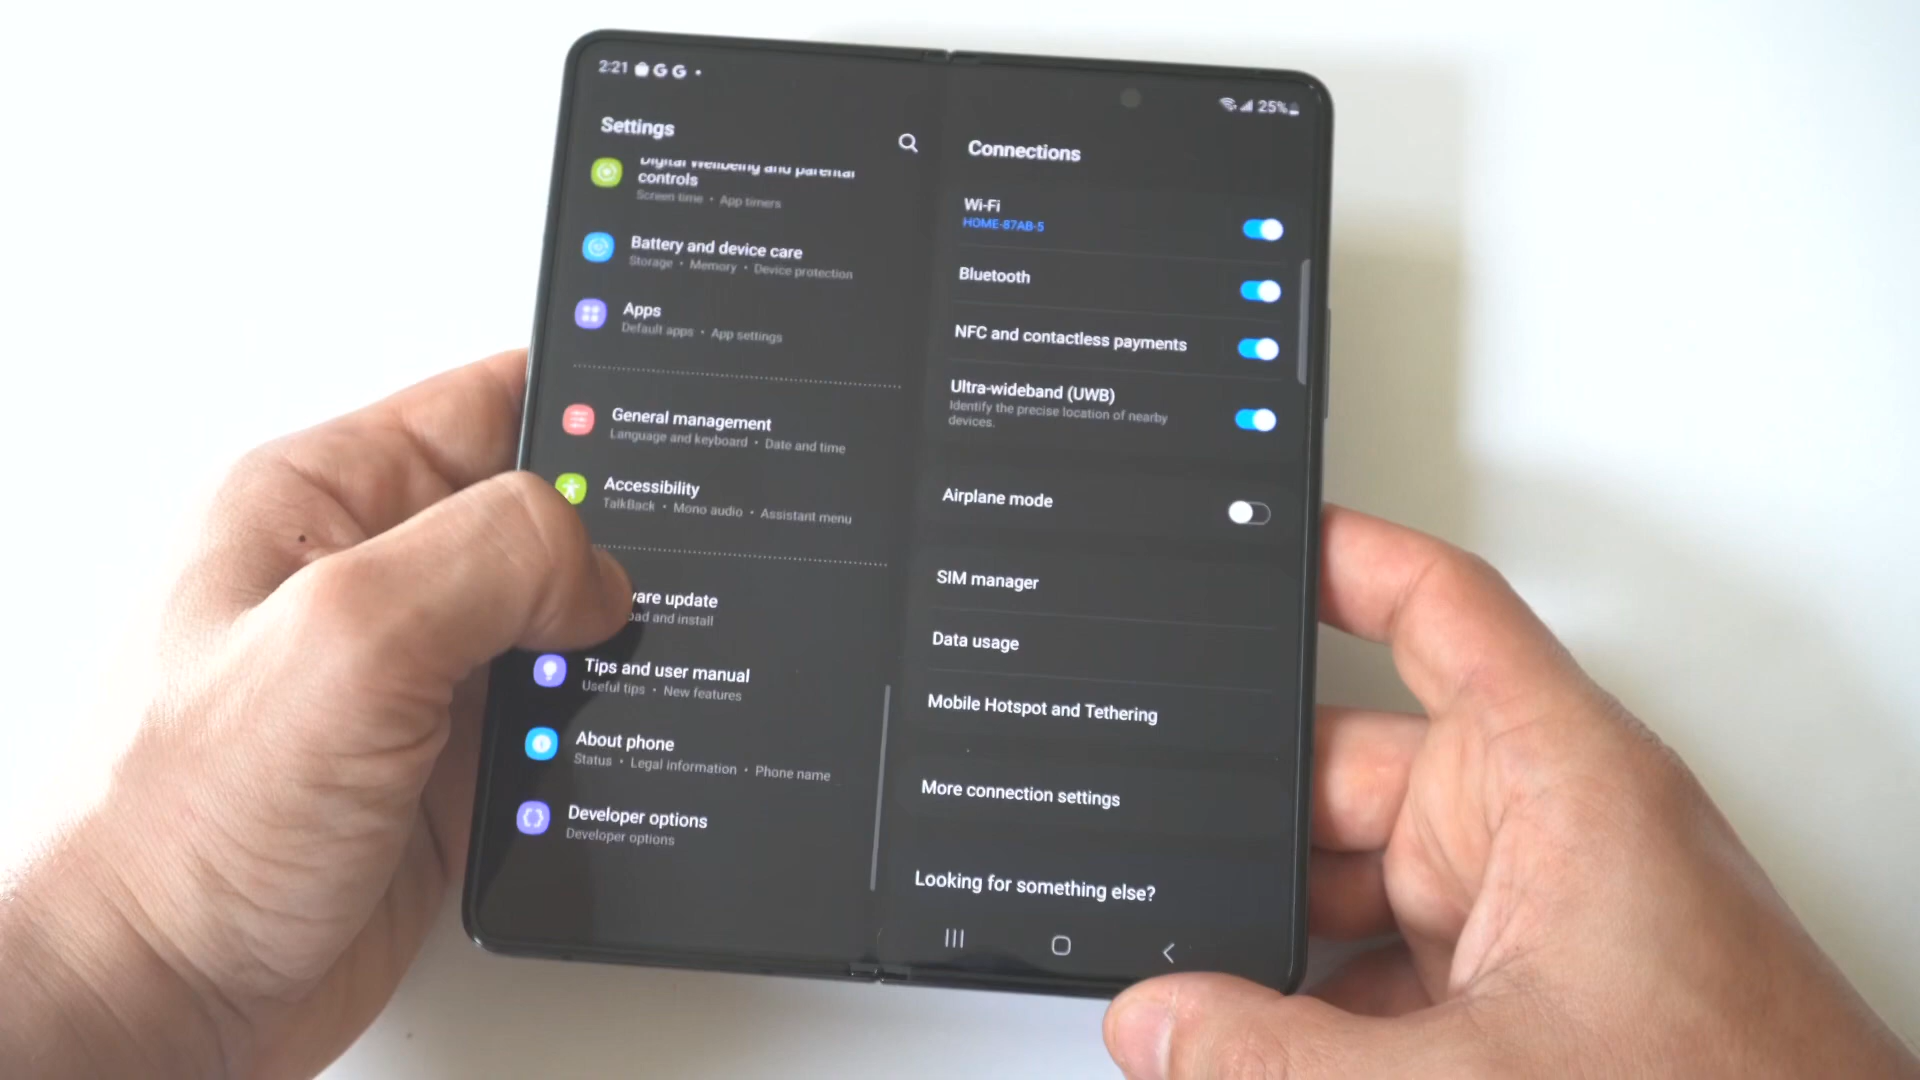 2:21 G G
25%
Settings
Digital Wellbeing and parental
controls
Screen time • App timers
Battery and device care
Storage • Memory • Device protection
Apps
Default apps • App settings
General management
Language and keyboard • Date and time
Accessibility
TalkBack • Mono audio • Assistant menu
ware update
oad and install
Tips and user manual
Useful tips • New features
About phone
Status • Legal information • Phone name
Developer options
Developer options
Connections
Wi-Fi
HOME-87AB-5
Bluetooth
NFC and contactless payments
Ultra-wideband (UWB)
Identify the precise location of nearby
devices.
Airplane mode
SIM manager
Data usage
Mobile Hotspot and Tethering
More connection settings
Looking for something else?